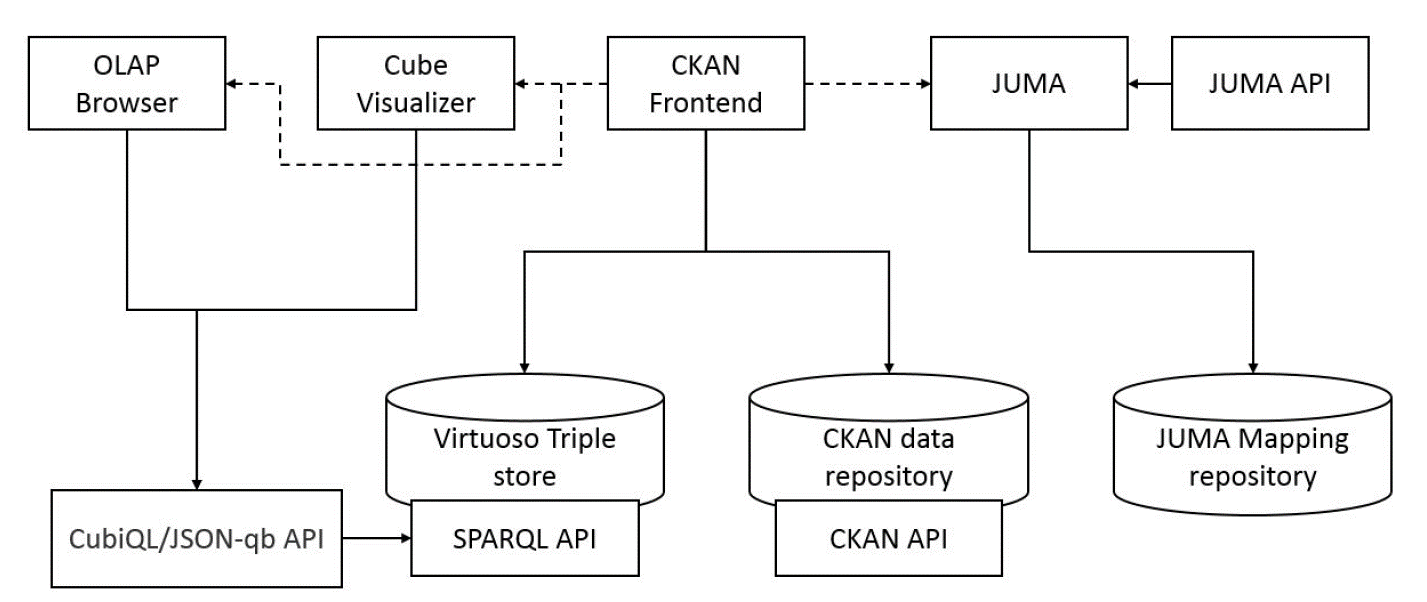 OLAP
Browser
Cube
Visualizer
CKAN
Frontend
JUMA
JUMA API
Virtuoso Triple
store
CKAN data
repository
JUMA Mapping
repository
CubiQL/JSON-qb API
SPARQL API
CKAN API